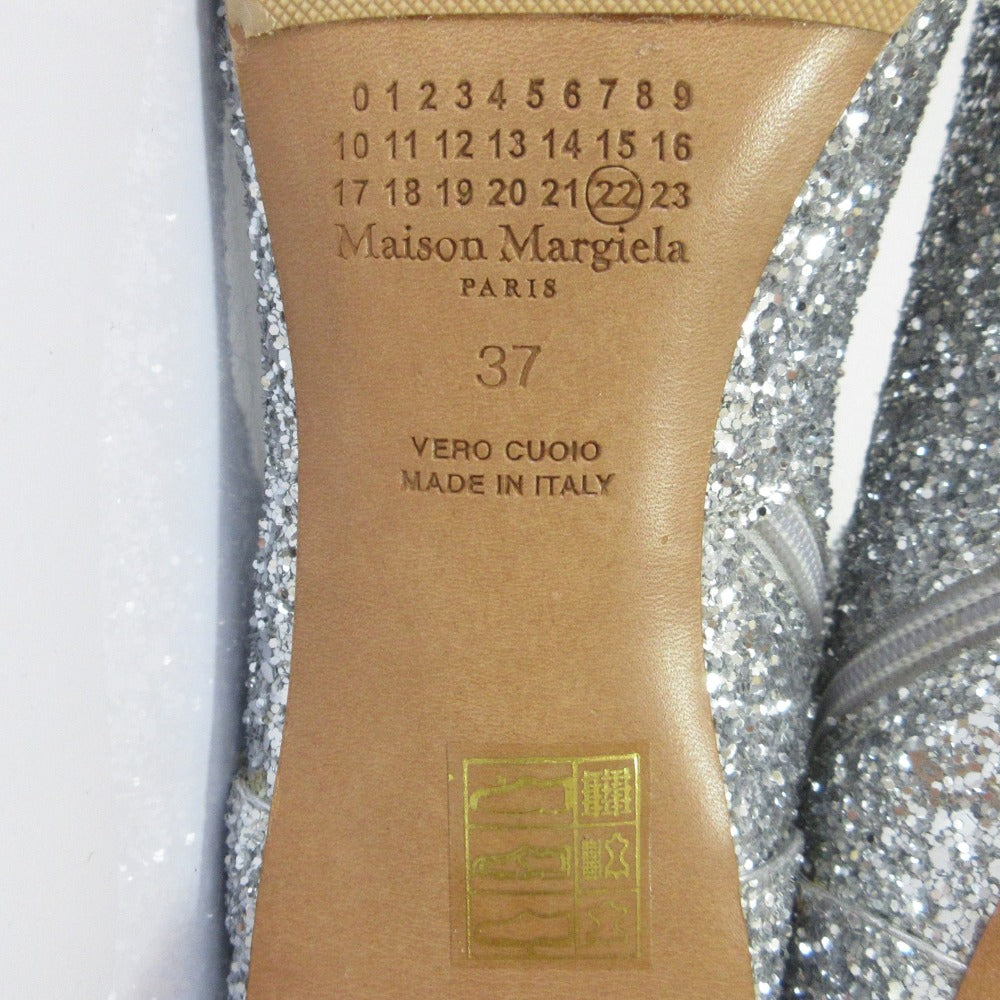 0 1 2 3 4 5 6 7 8 9
10 11 12 13 14 15 16
17 18 19 20 21 22 23
Maison Margiela
PARIS
37
VERO CUOIO
MADE IN ITALY